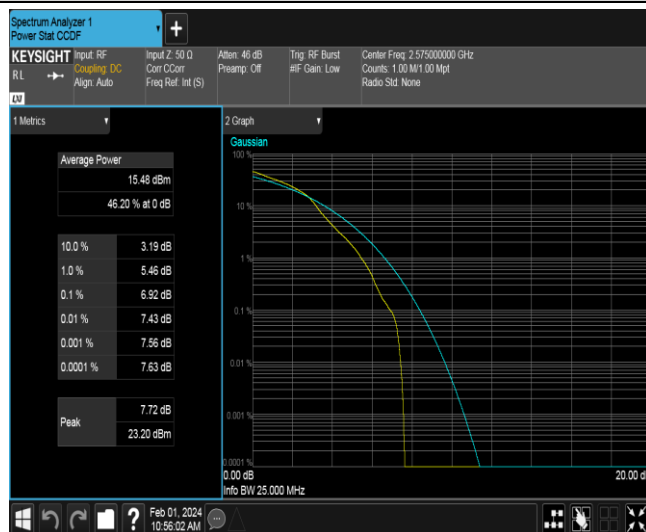 Spectrum Analyzer 1
Power Stat CCDF
+
KEYSIGHT
RL
LXI
Input: RF
Coupling: DC
Align: Auto
Input Z: 50 Ω
Corr CCorr
Freq Ref: Int (S)
Atten: 46 dB
Preamp: Off
Trig: RF Burst
#IF Gain: Low
Center Freq: 2.575000000 GHz
Counts: 1.00 M/1.00 Mpt
Radio Std: None
1 Metrics
Average Power
15.48 dBm
46.20 % at 0 dB
10.0 % 3.19 dB
1.0 % 5.46 dB
0.1 % 6.92 dB
0.01 % 7.43 dB
0.001 % 7.56 dB
0.0001 % 7.63 dB
Peak
7.72 dB
23.20 dBm
2 Graph
Gaussian
100 %
10 %
1 %
0.1 %
0.01 %
0.001 %
0.0001 %
0.00 dB
20.00 d
Info BW 25.000 MHz
?
Feb 01, 2024
10:56:02 AM